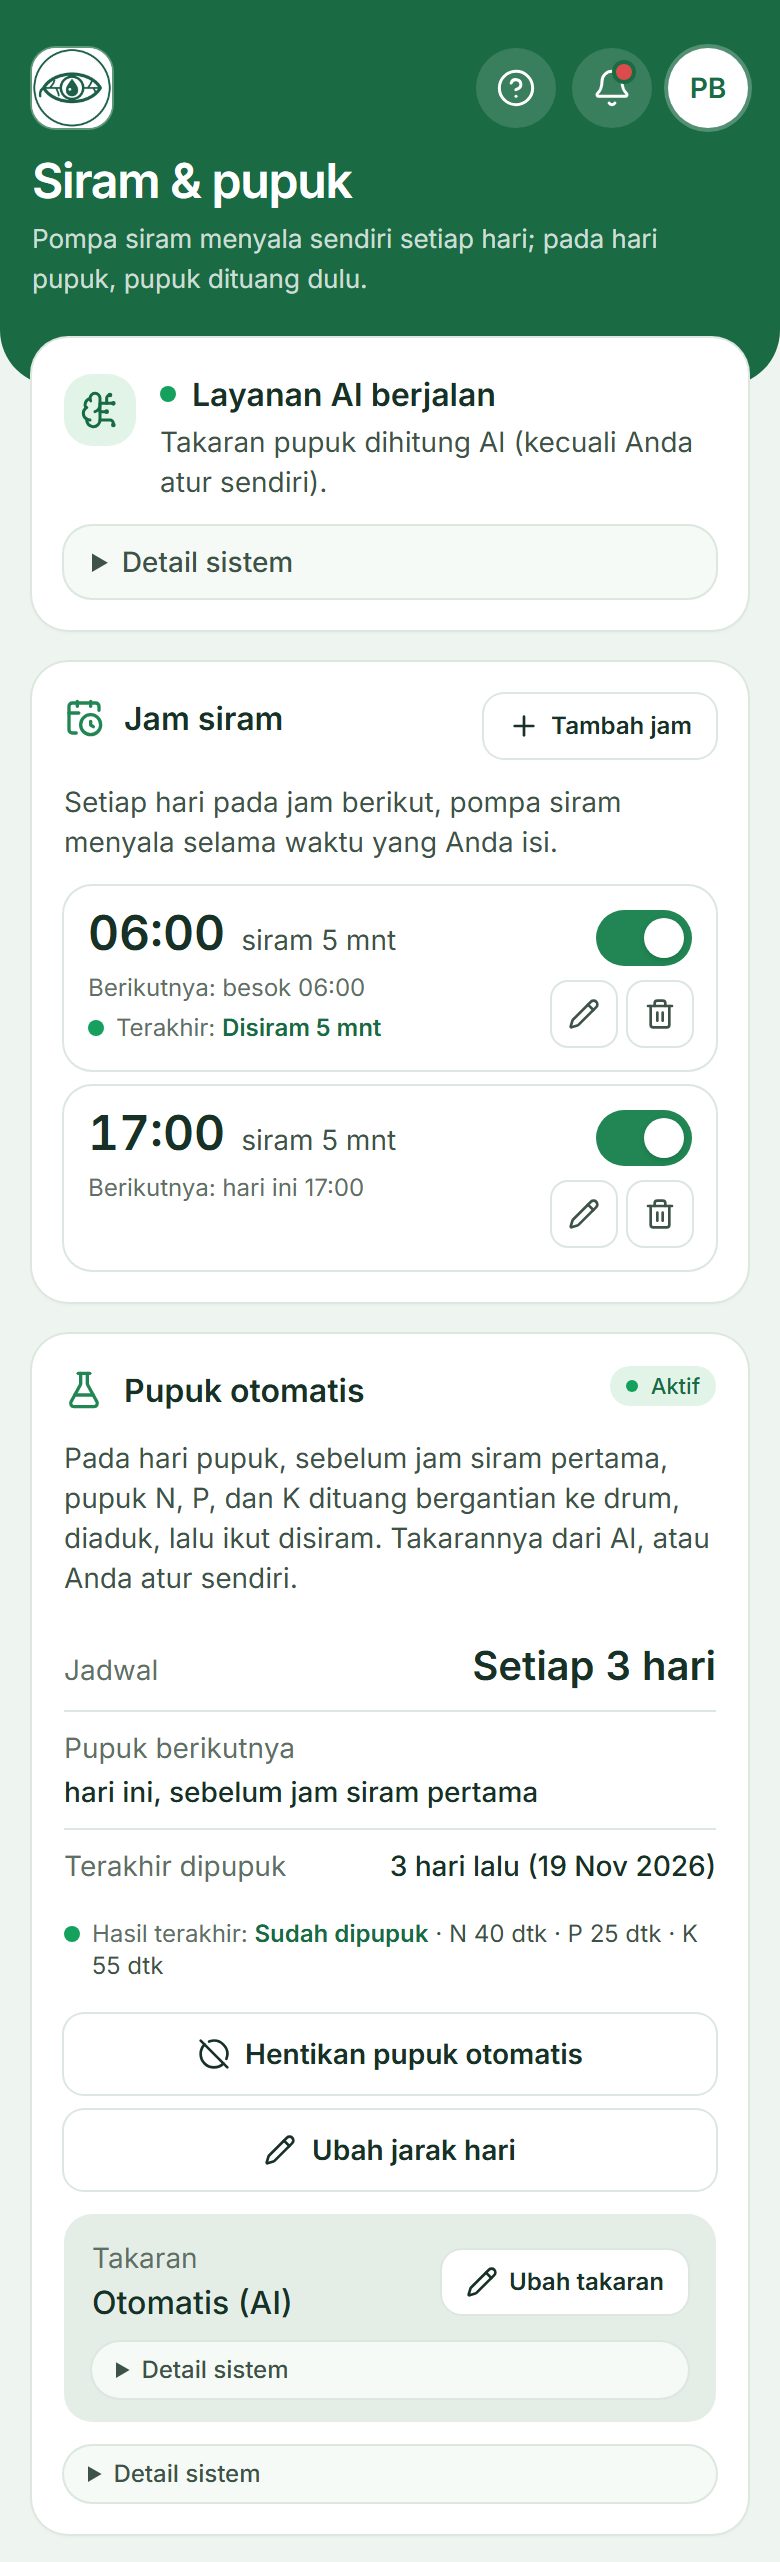 PB
Siram & pupuk
Pompa siram menyala sendiri setiap hari; pada hari
pupuk, pupuk dituang dulu.
Layanan AI berjalan
Takaran pupuk dihitung AI (kecuali Anda
atur sendiri).
Detail sistem
Jam siram
Tambah jam
Setiap hari pada jam berikut, pompa siram
menyala selama waktu yang Anda isi.
06:00 siram 5 mnt
Berikutnya: besok 06:00
Terakhir: Disiram 5 mnt
17:00 siram 5 mnt
Berikutnya: hari ini 17:00
Pupuk otomatis
Aktif
Pada hari pupuk, sebelum jam siram pertama,
pupuk N, P, dan K dituang bergantian ke drum,
diaduk, lalu ikut disiram. Takarannya dari AI, atau
Anda atur sendiri.
Jadwal Setiap 3 hari
Pupuk berikutnya
hari ini, sebelum jam siram pertama
Terakhir dipupuk 3 hari lalu (19 Nov 2026)
Hasil terakhir: Sudah dipupuk · N 40 dtk · P 25 dtk · K
55 dtk
Hentikan pupuk otomatis
Ubah jarak hari
Takaran
Otomatis (AI)
Ubah takaran
Detail sistem
Detail sistem